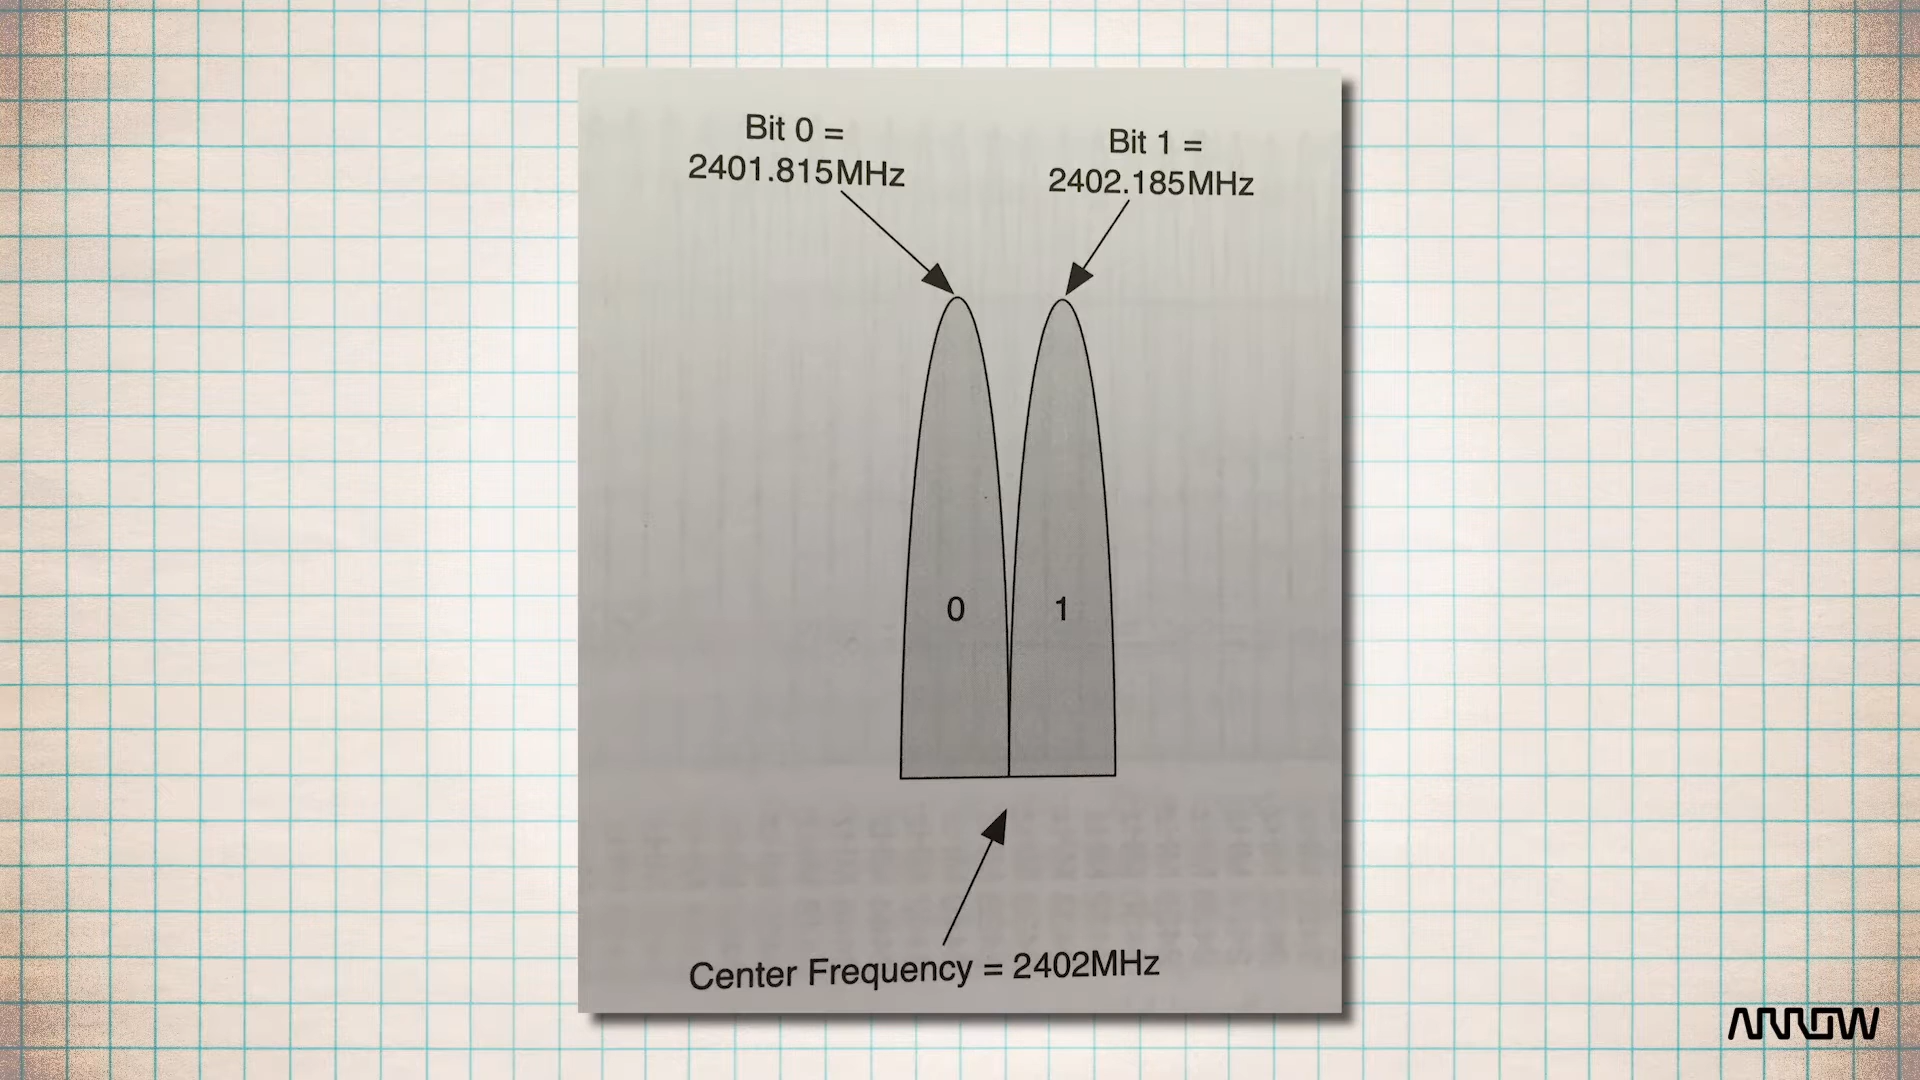 Bit 0 =
2401.815MHz
Bit 1 =
2402.185MHz
0
1
Center Frequency = 2402MHz
ARROW